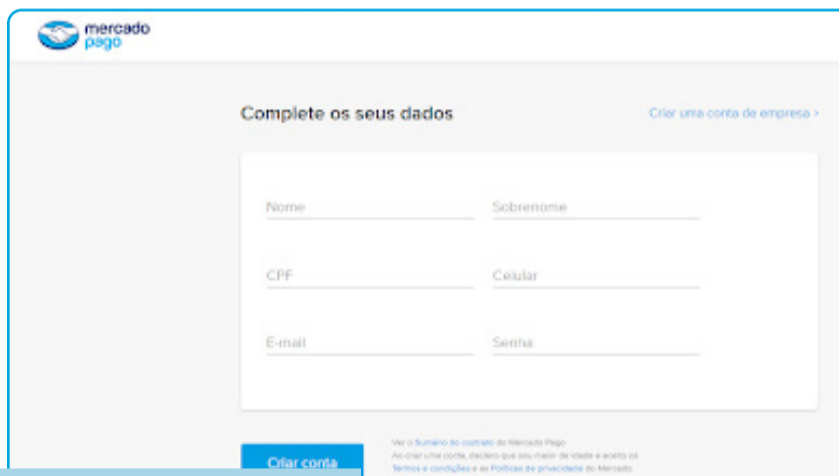 mercado
pago
Complete os seus dados
Criar uma conta de empresa >
Nome
Sobrenome
CPF
Celular
E-mail
Senha
Criar conta
Ver o Sumário do contrato do Mercado Pago
Ao criar uma conta, declaro que sou maior de idade e aceito os
Termos e condições e as Políticas de privacidade do Mercado